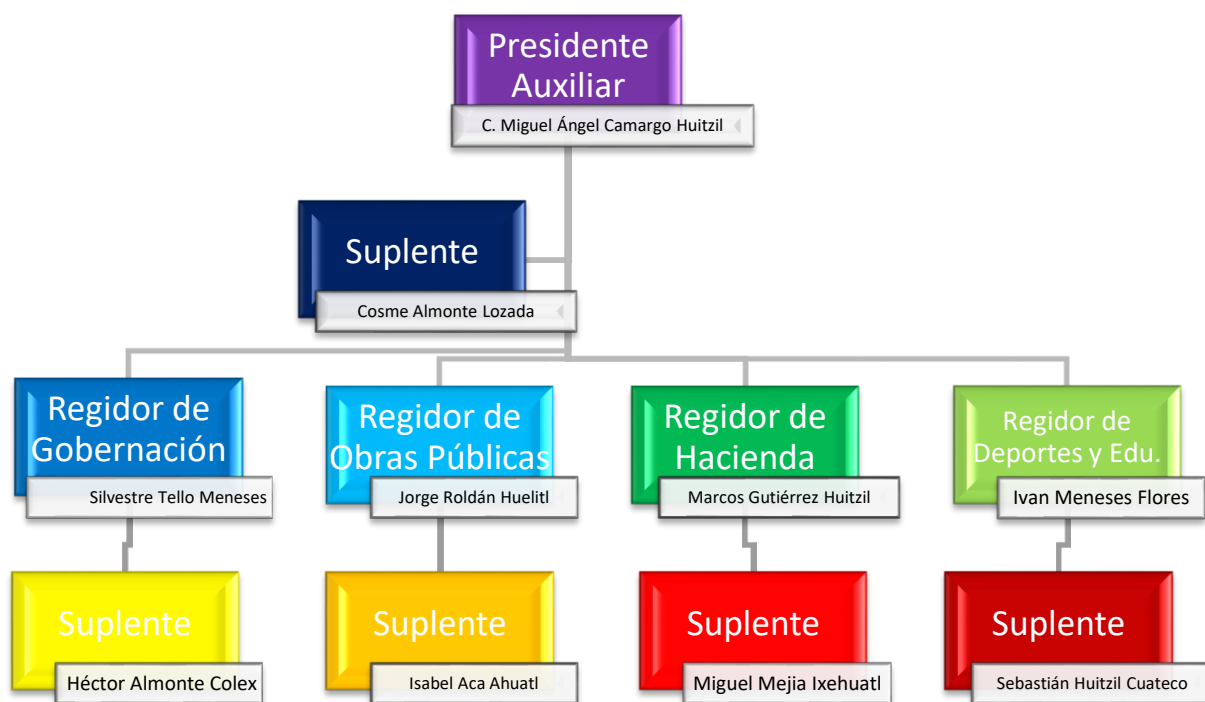 Presidente
Auxiliar
C. Miguel Ángel Camargo Huitzil
Suplente
Cosme Almonte Lozada
Regidor de
Gobernación
Silvestre Tello Meneses
Regidor de
Obras Públicas
Jorge Roldán Huelitl
Regidor de
Hacienda
Marcos Gutiérrez Huitzil
Regidor de
Deportes y Edu.
Ivan Meneses Flores
Suplente
Héctor Almonte Colex
Suplente
Isabel Aca Ahuatl
Suplente
Miguel Mejia Ixehuatl
Suplente
Sebastián Huitzil Cuateco